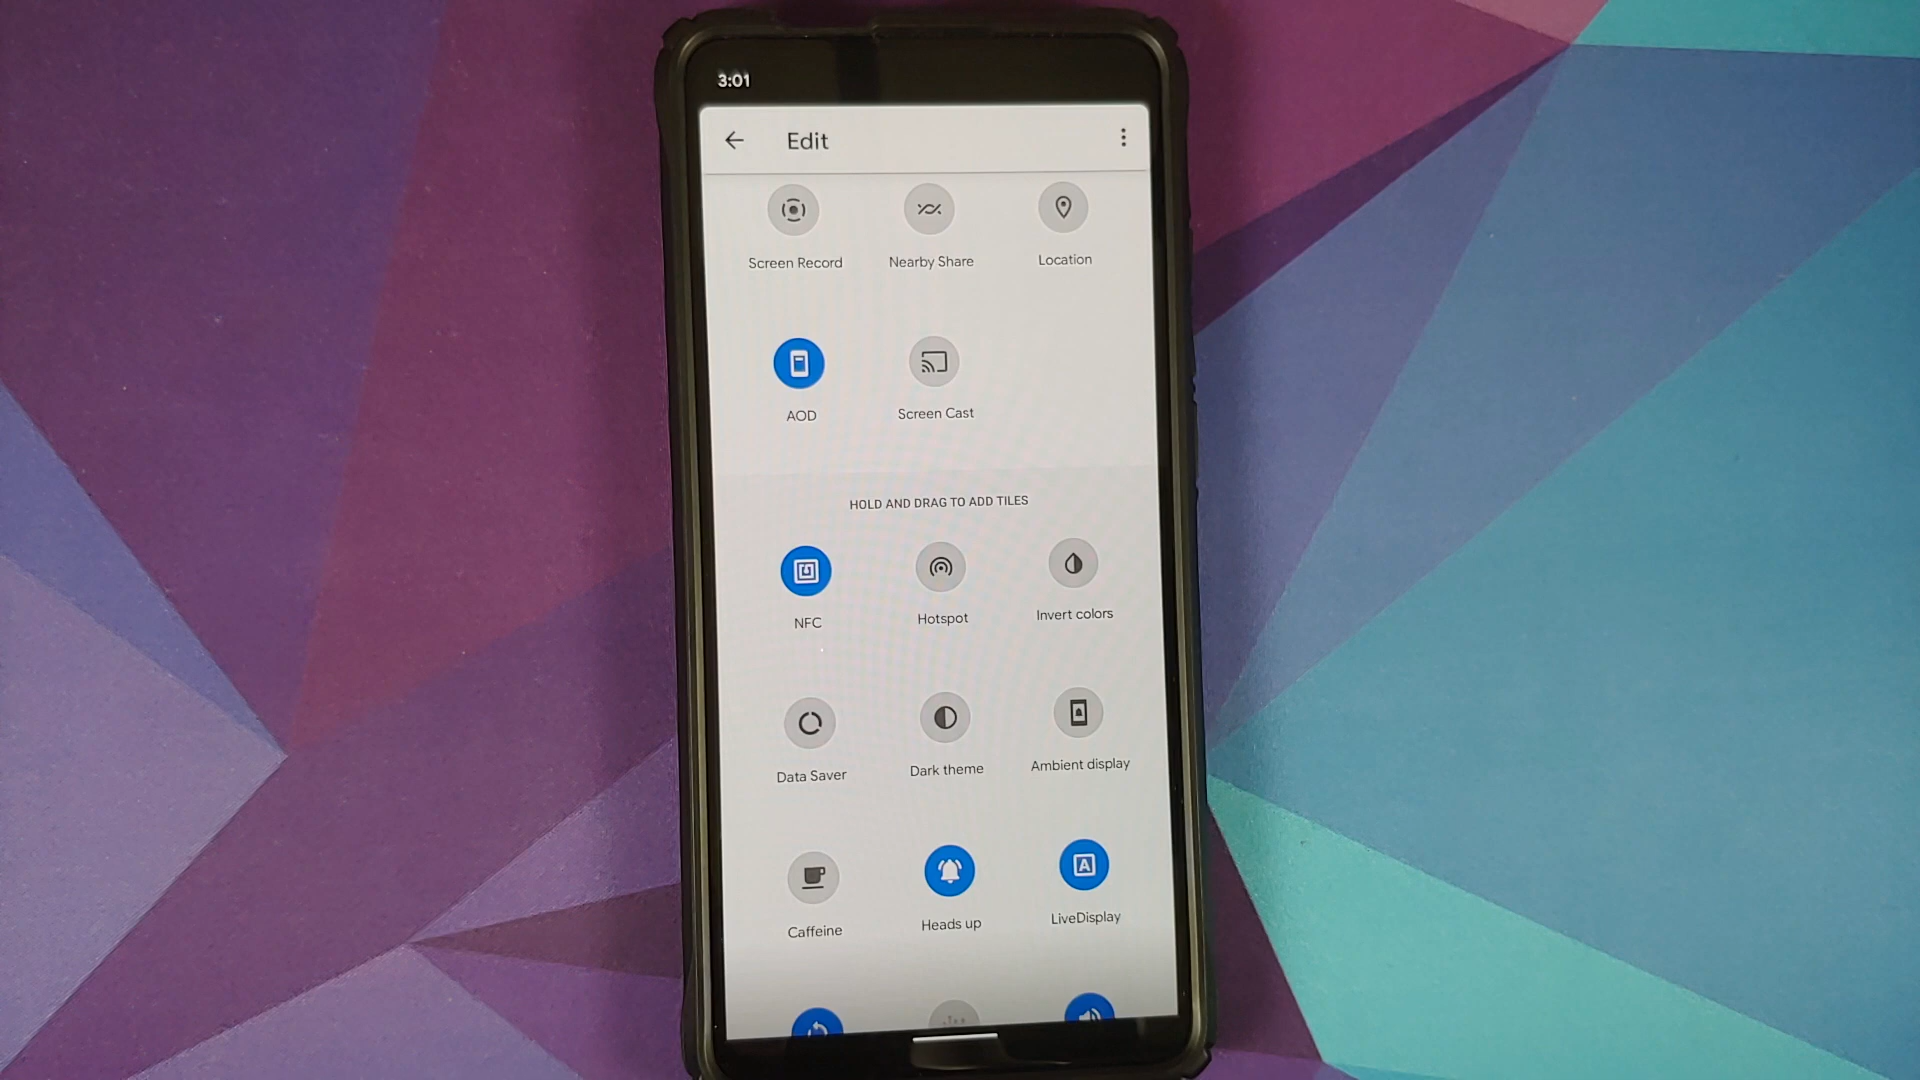 3:01
Edit
Screen Record
Nearby Share
Location
AOD
Screen Cast
HOLD AND DRAG TO ADD TILES
NFC
Hotspot
Invert colors
Data Saver
Dark theme
Ambient display
Caffeine
Heads up
A
LiveDisplay